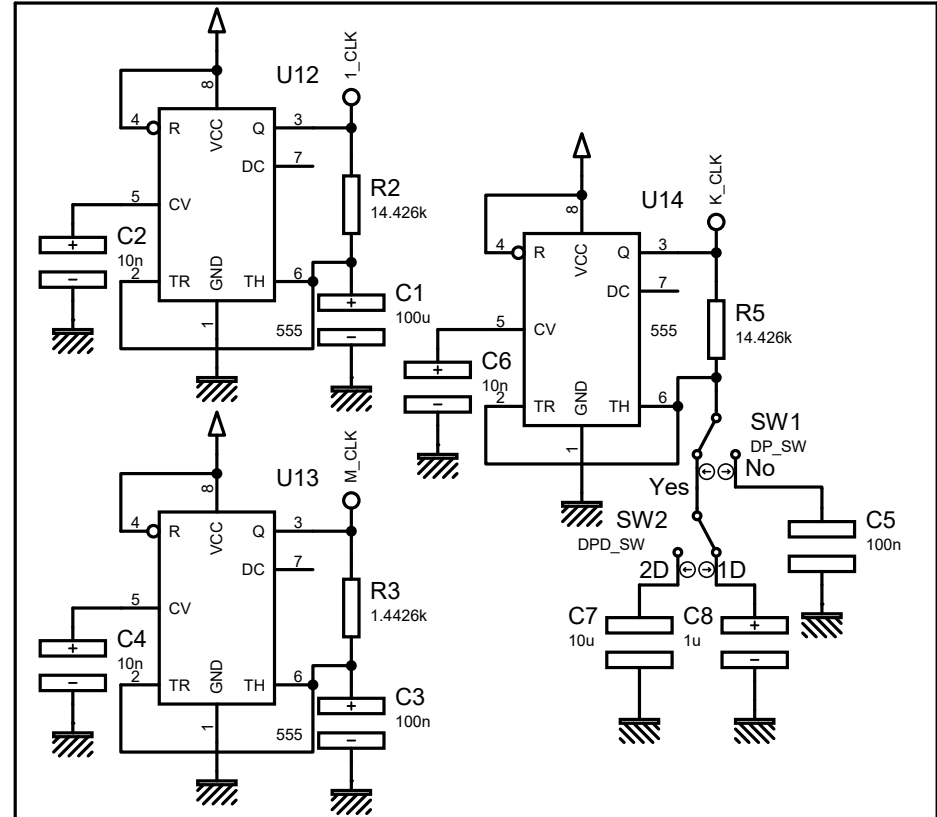 1_CLK
U12
8
4
R
VCC
Q
3
DC
7
R2
14.426k
5
CV
C2
10n
+
-
2
TR
GND
TH
6
C1
100u
+
-
1
555
M_CLK
U13
8
4
R
VCC
Q
3
DC
7
R3
1.4426k
5
CV
C4
10n
+
-
2
TR
GND
TH
6
C3
100n
+
-
1
555
K_CLK
U14
8
4
R
VCC
Q
3
DC
7
R5
14.426k
5
CV
555
C6
10n
+
-
2
TR
GND
TH
6
1
SW1
DP_SW
Yes
←
→
No
SW2
DPD_SW
C5
100n
2D
←
→
1D
C7
10u
C8
1u
+
-